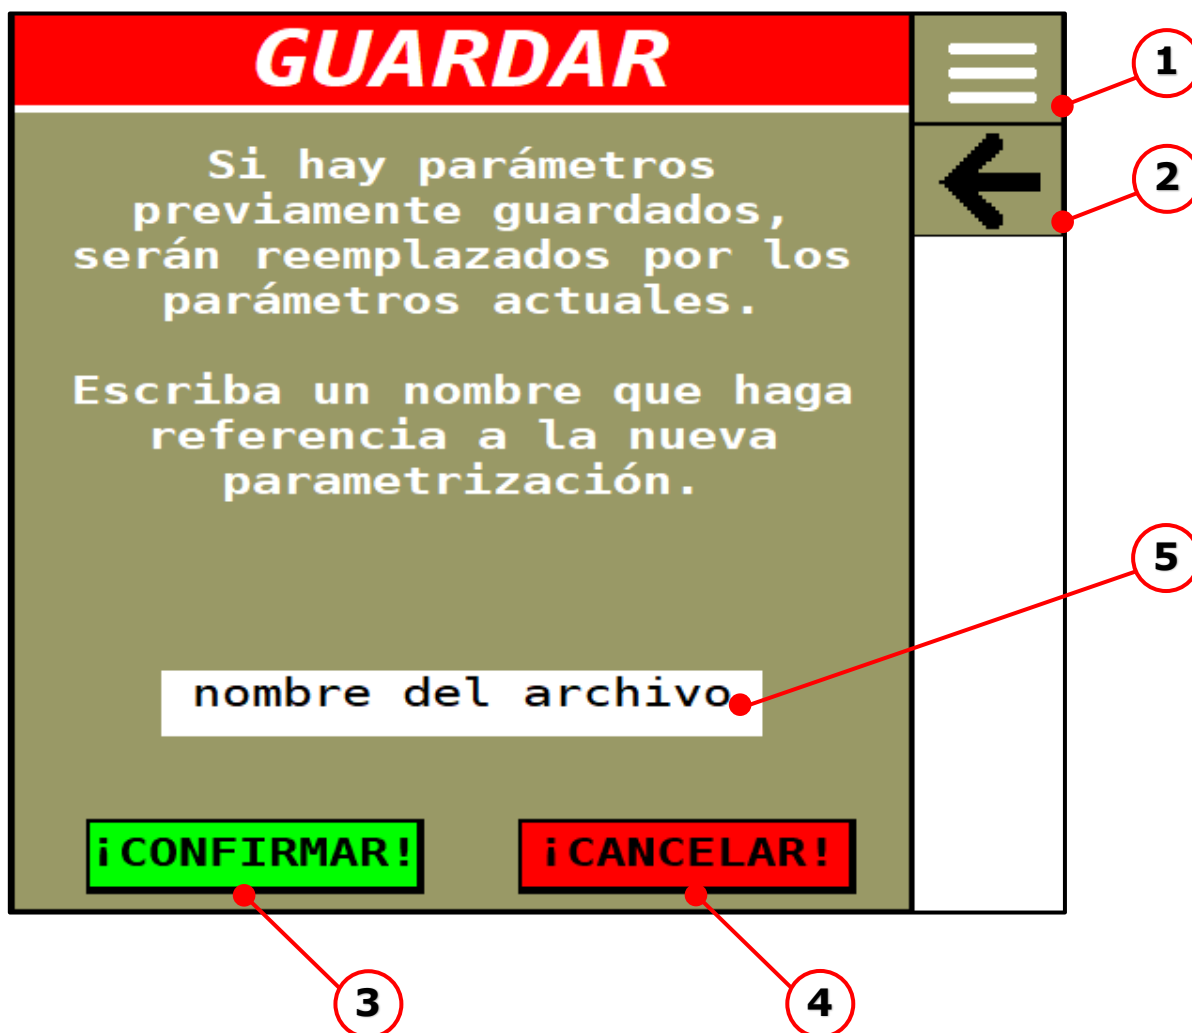 GUARDAR
Si hay parámetros
previamente guardados,
serán reemplazados por los
parámetros actuales.
Escriba un nombre que haga
referencia a la nueva
parametrización.
nombre del archivo
¡CONFIRMAR!
¡CANCELAR!
1
2
5
3
4